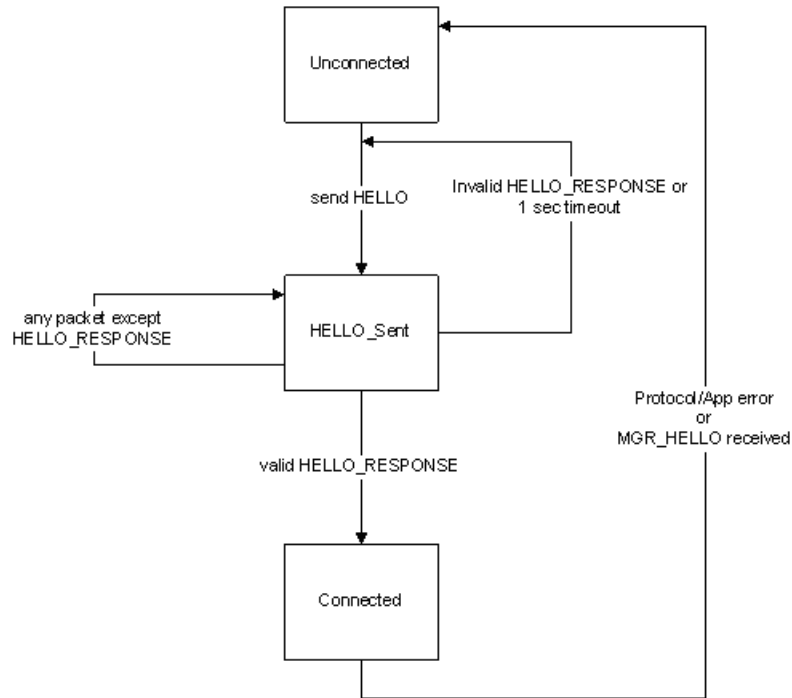 Unconnected
send HELLO
Invalid HELLO_RESPONSE or
1 sec timeout
any packet except
HELLO_RESPONSE
HELLO_Sent
Protocol/App error
or
MGR_HELLO received
valid HELLO_RESPONSE
Connected